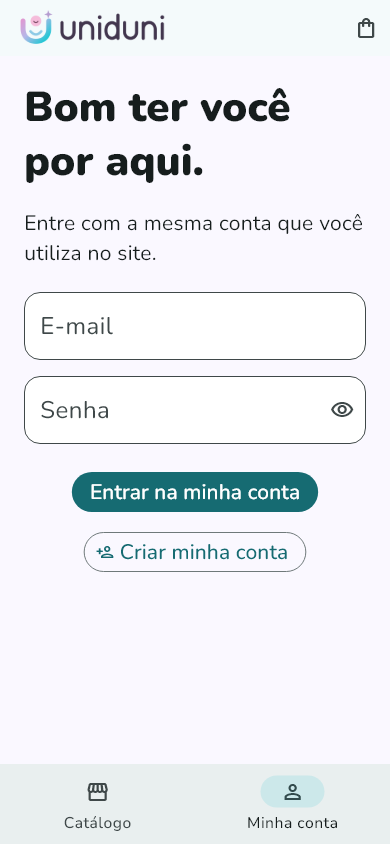 uniduni
Bom ter você
por aqui.
Entre com a mesma conta que você
utiliza no site.
E-mail
Senha
Entrar na minha conta
Criar minha conta
Catálogo
Minha conta